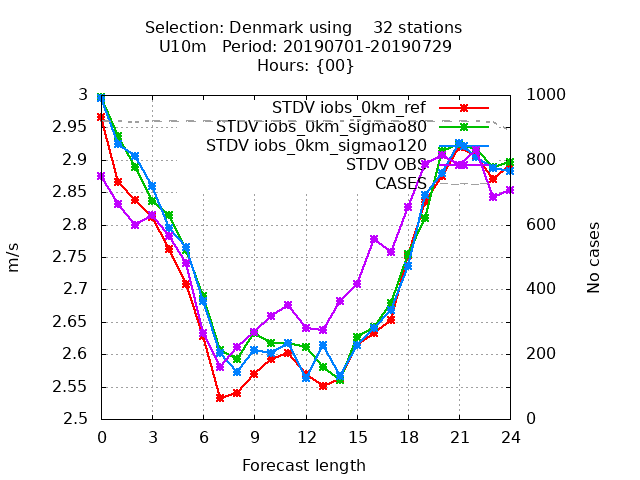 Selection: Denmark using    32 stations
U10m   Period: 20190701-20190729
Hours: {00}
STDV iobs_0km_ref
STDV iobs_0km_sigmao80
STDV iobs_0km_sigmao120
STDV OBS
CASES
3
2.95
2.9
2.85
2.8
2.75
2.7
2.65
2.6
2.55
2.5
m/s
1000
800
600
400
200
0
No cases
0 3 6 9 12 15 18 21 24
Forecast length